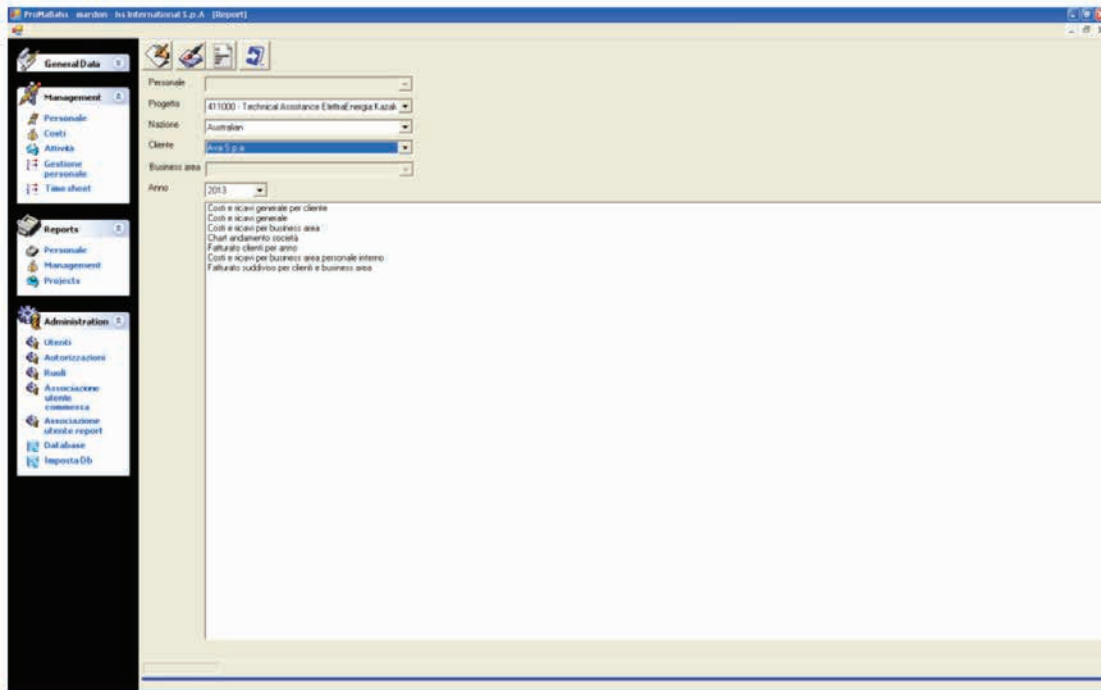 ProMaBahs mardon hs International S.p.A [Report]
General Data
Management
Personale
Costi
Attività
Gestione
personale
Time sheet
Reports
Personale
Management
Projects
Administration
Utenti
Autorizzazioni
Ruoli
Associazione
utente
commessa
Associazione
utente report
Database
Imposta Db
Personale
Progetto
411000 - Technical Assistance ElettraEnergia Kazak
Nazione
Australian
Cliente
Ava S.p.a
Business area
Anno
2013
Costi e ricavi generale per cliente
Costi e ricavi generale
Costi e ricavi per business area
Chart andamento società
Fatturato clienti per anno
Costi e ricavi per business area personale interno
Fatturato suddiviso per clienti e business area